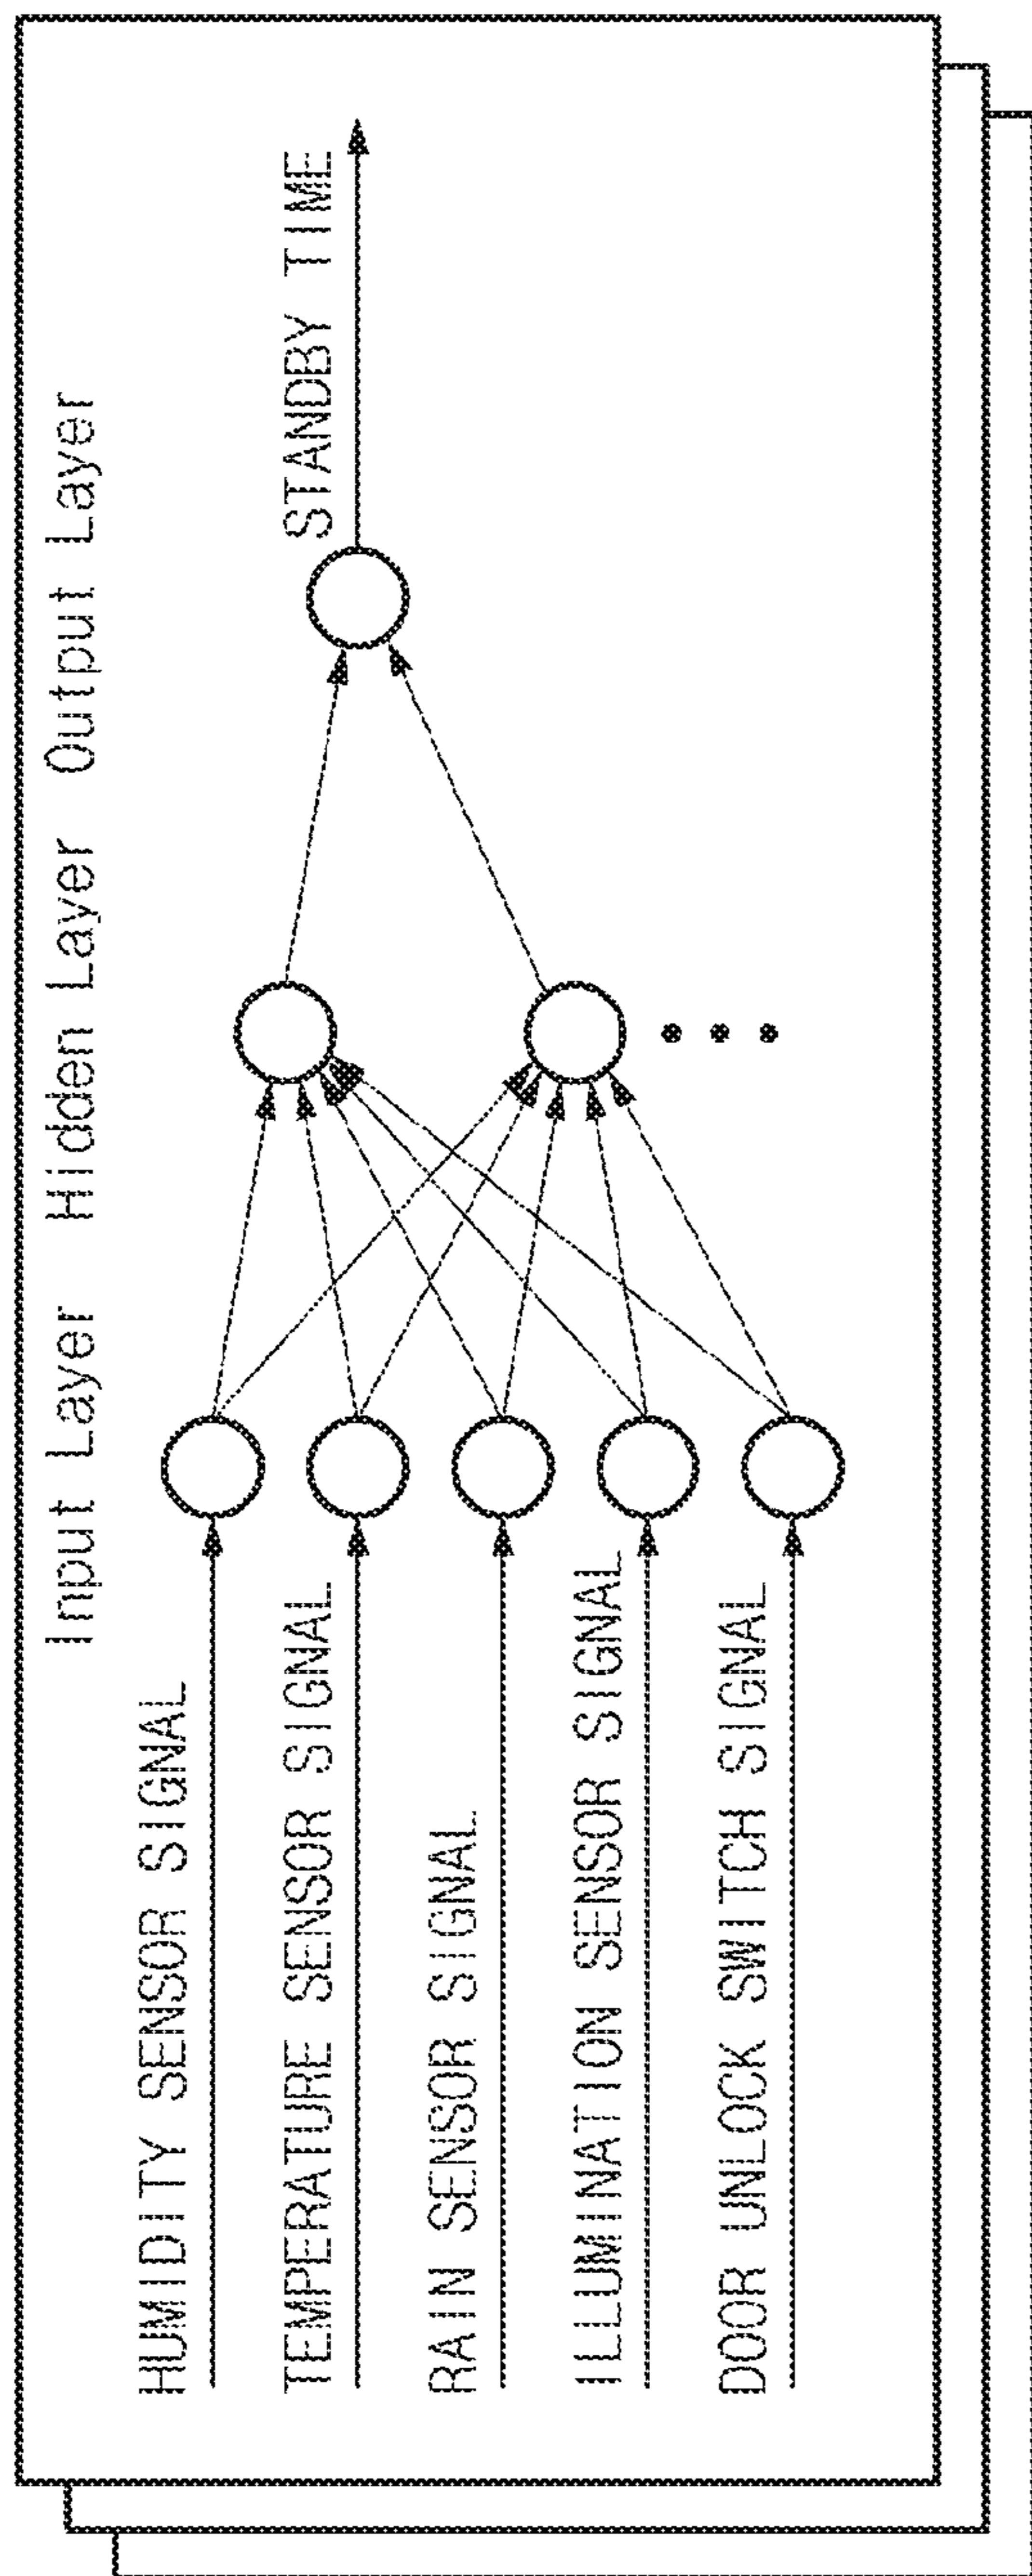 Input Layer Hidden Layer Output Layer
HUMIDITY SENSOR SIGNAL
TEMPERATURE SENSOR SIGNAL
STANDBY TIME
RAIN SENSOR SIGNAL
ILLUMINATION SENSOR SIGNAL
DOOR UNLOCK SWITCH SIGNAL